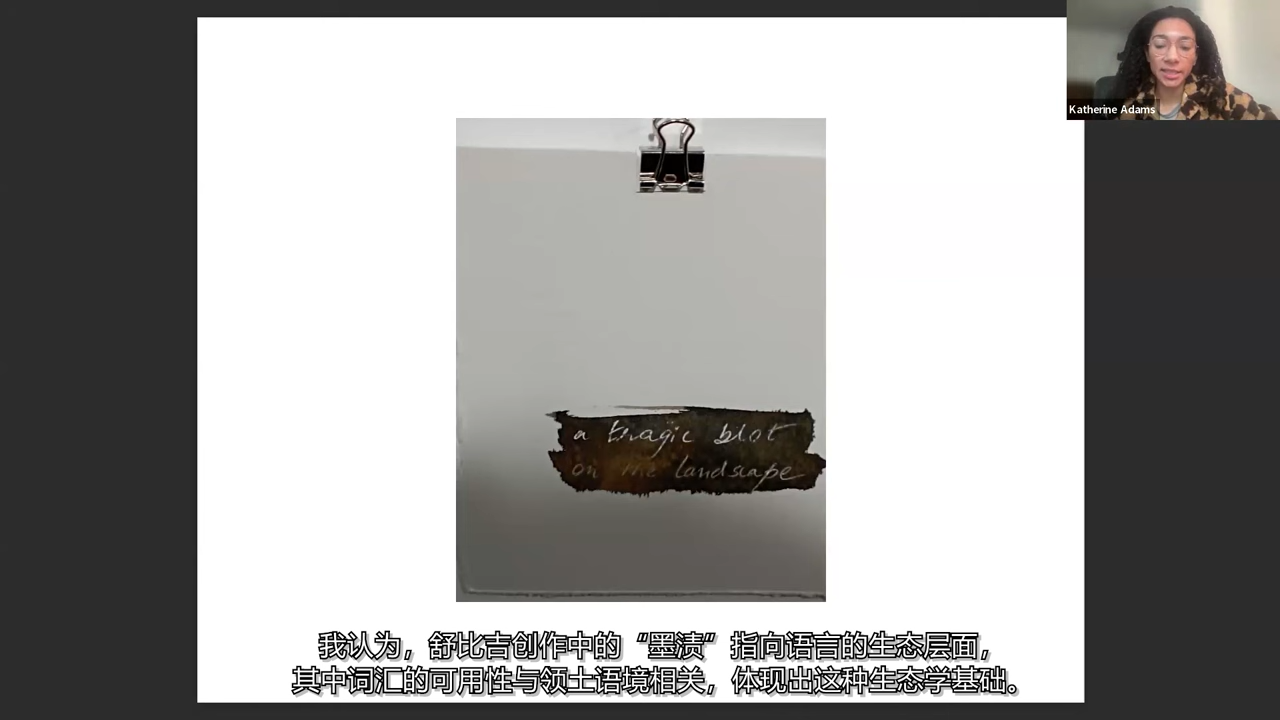 Katherine Adams
a tragic blot
on the landscape
我认为，舒比吉创作中的“墨渍”指向语言的生态层面，
其中词汇的可用性与领土语境相关，体现出这种生态学基础。